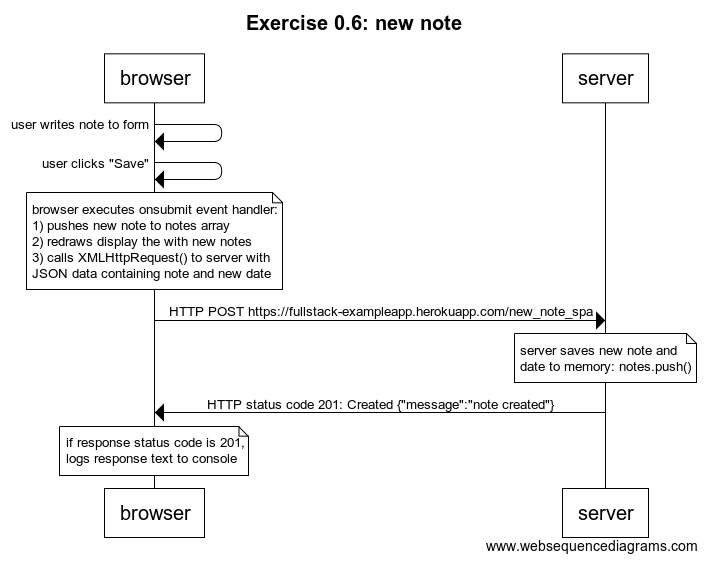 Exercise 0.6: new note
browser
server
user writes note to form
user clicks "Save"
browser executes onsubmit event handler:
1) pushes new note to notes array
2) redraws display the with new notes
3) calls XMLHttpRequest() to server with
JSON data containing note and new date
HTTP POST https://fullstack-exampleapp.herokuapp.com/new_note_spa
server saves new note and
date to memory: notes.push()
HTTP status code 201: Created {"message":"note created"}
if response status code is 201,
logs response text to console
browser
server
www.websequencediagrams.com